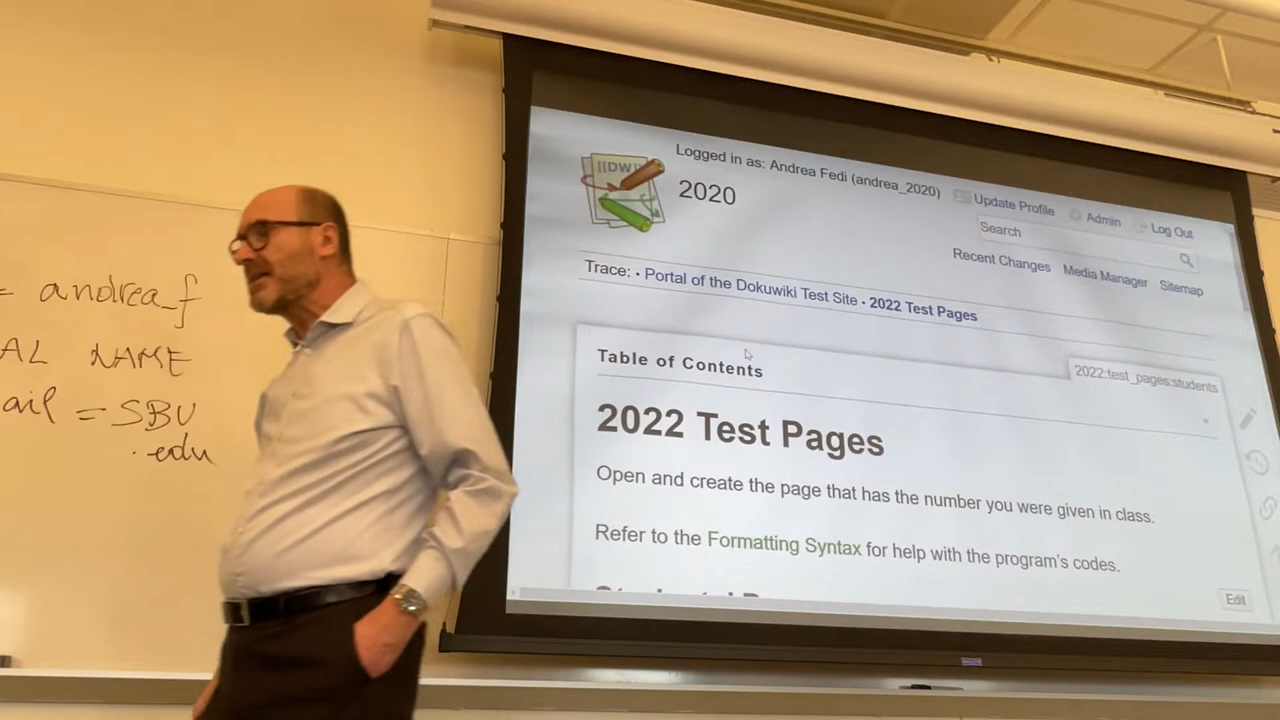 = andrea_f
AL NAME
ail = SBU
.edu
[[DW]]
Logged in as: Andrea Fedi (andrea_2020)
Update Profile
Admin
Log Out
2020
Search
Recent Changes
Media Manager
Sitemap
Trace: • Portal of the Dokuwiki Test Site • 2022 Test Pages
2022:test_pages:students
Table of Contents
2022 Test Pages
Open and create the page that has the number you were given in class.
Refer to the Formatting Syntax for help with the program's codes.
Edit